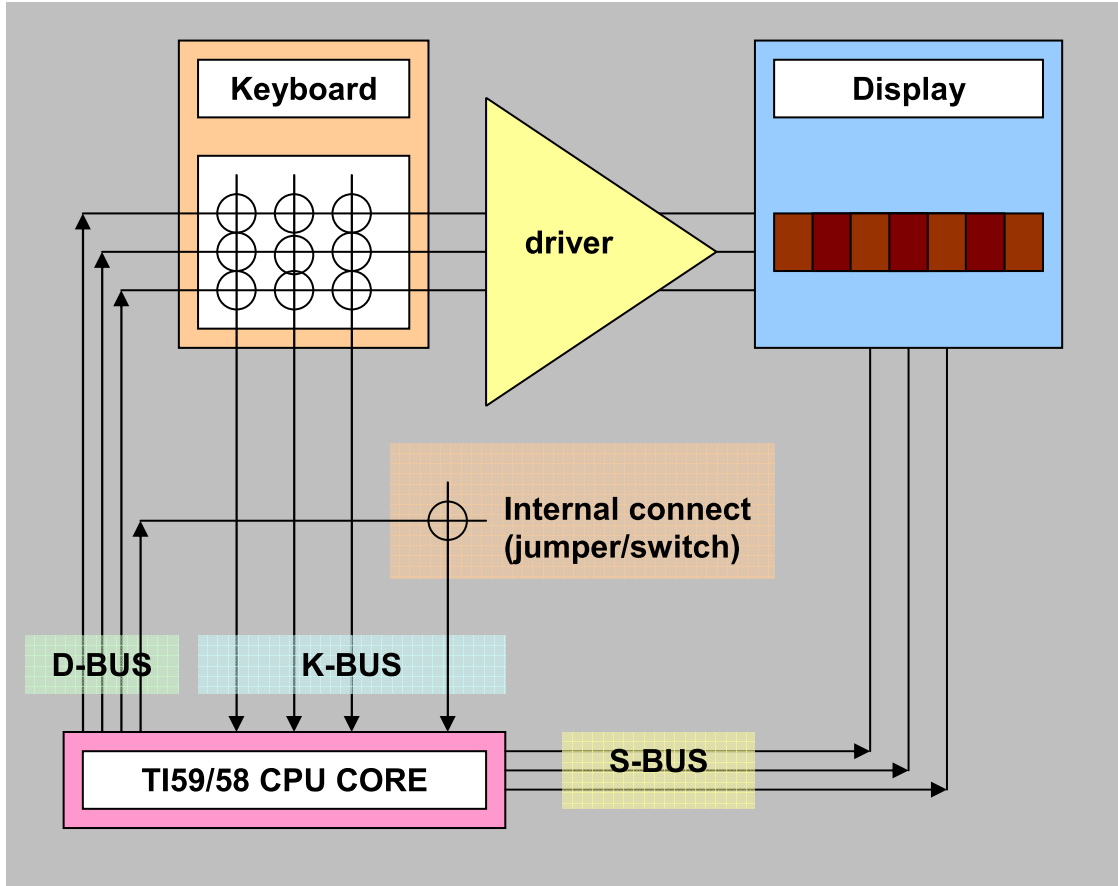 Keyboard
Display
driver
Internal connect
(jumper/switch)
D-BUS
K-BUS
S-BUS
TI59/58 CPU CORE